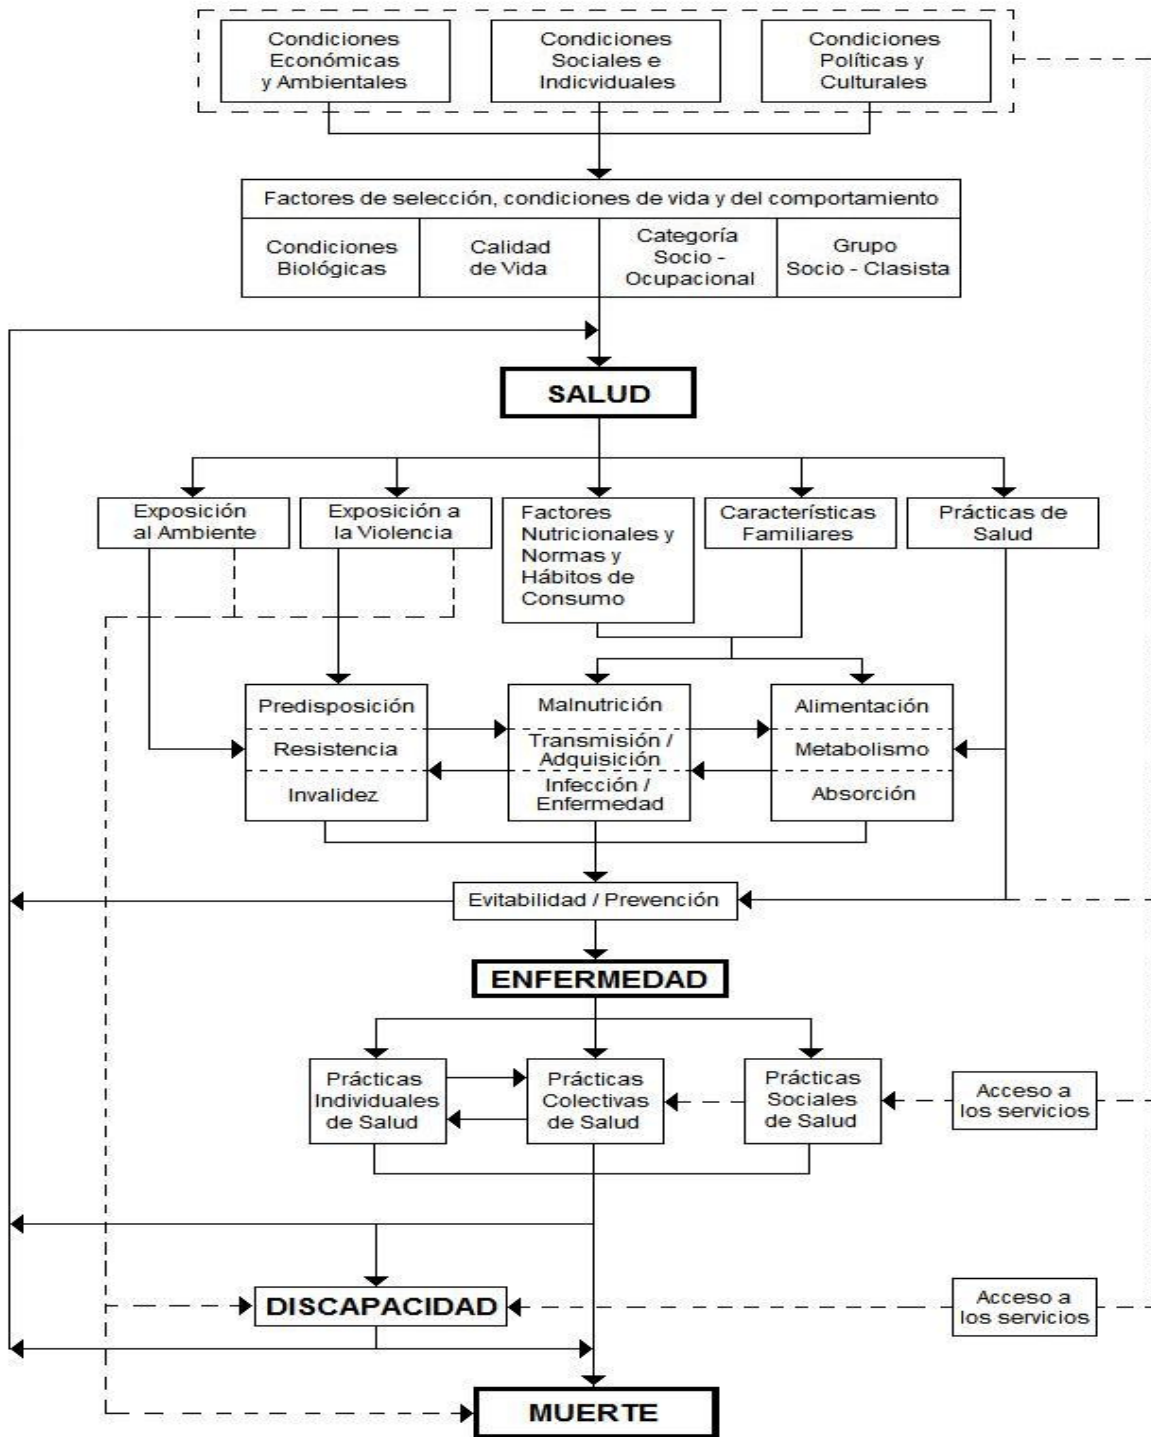 Condiciones
Económicas
y Ambientales
Condiciones
Sociales e
Indicviduales
Condiciones
Políticas y
Culturales
Factores de selección, condiciones de vida y del comportamiento
Condiciones
Biológicas
Calidad
de Vida
Categoría
Socio -
Ocupacional
Grupo
Socio - Clasista
SALUD
Exposición
al Ambiente
Exposición a
la Violencia
Factores
Nutricionales y
Normas y
Hábitos de
Consumo
Características
Familiares
Prácticas de
Salud
Predisposición
Resistencia
Invalidez
Malnutrición
Transmisión /
Adquisición
Infección /
Enfermedad
Alimentación
Metabolismo
Absorción
Evitabilidad / Prevención
ENFERMEDAD
Prácticas
Individuales
de Salud
Prácticas
Colectivas
de Salud
Prácticas
Sociales
de Salud
Acceso a
los servicios
DISCAPACIDAD
Acceso a
los servicios
MUERTE